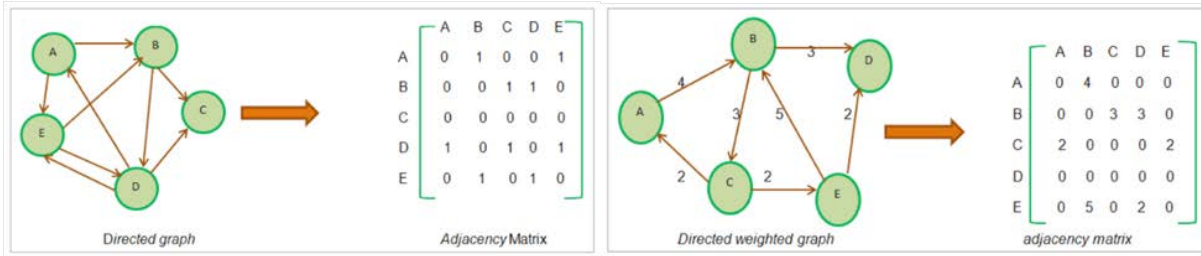 A
B
C
D
E
A B C D E
A 0 1 0 0 1
B 0 0 1 1 0
C 0 0 0 0 0
D 1 0 1 0 1
E 0 1 0 1 0
Directed graph
Adjacency Matrix
A
B
C
D
E
4
3
3
5
2
2
2
A B C D E
A 0 4 0 0 0
B 0 0 3 3 0
C 2 0 0 0 2
D 0 0 0 0 0
E 0 5 0 2 0
Directed weighted graph
adjacency matrix